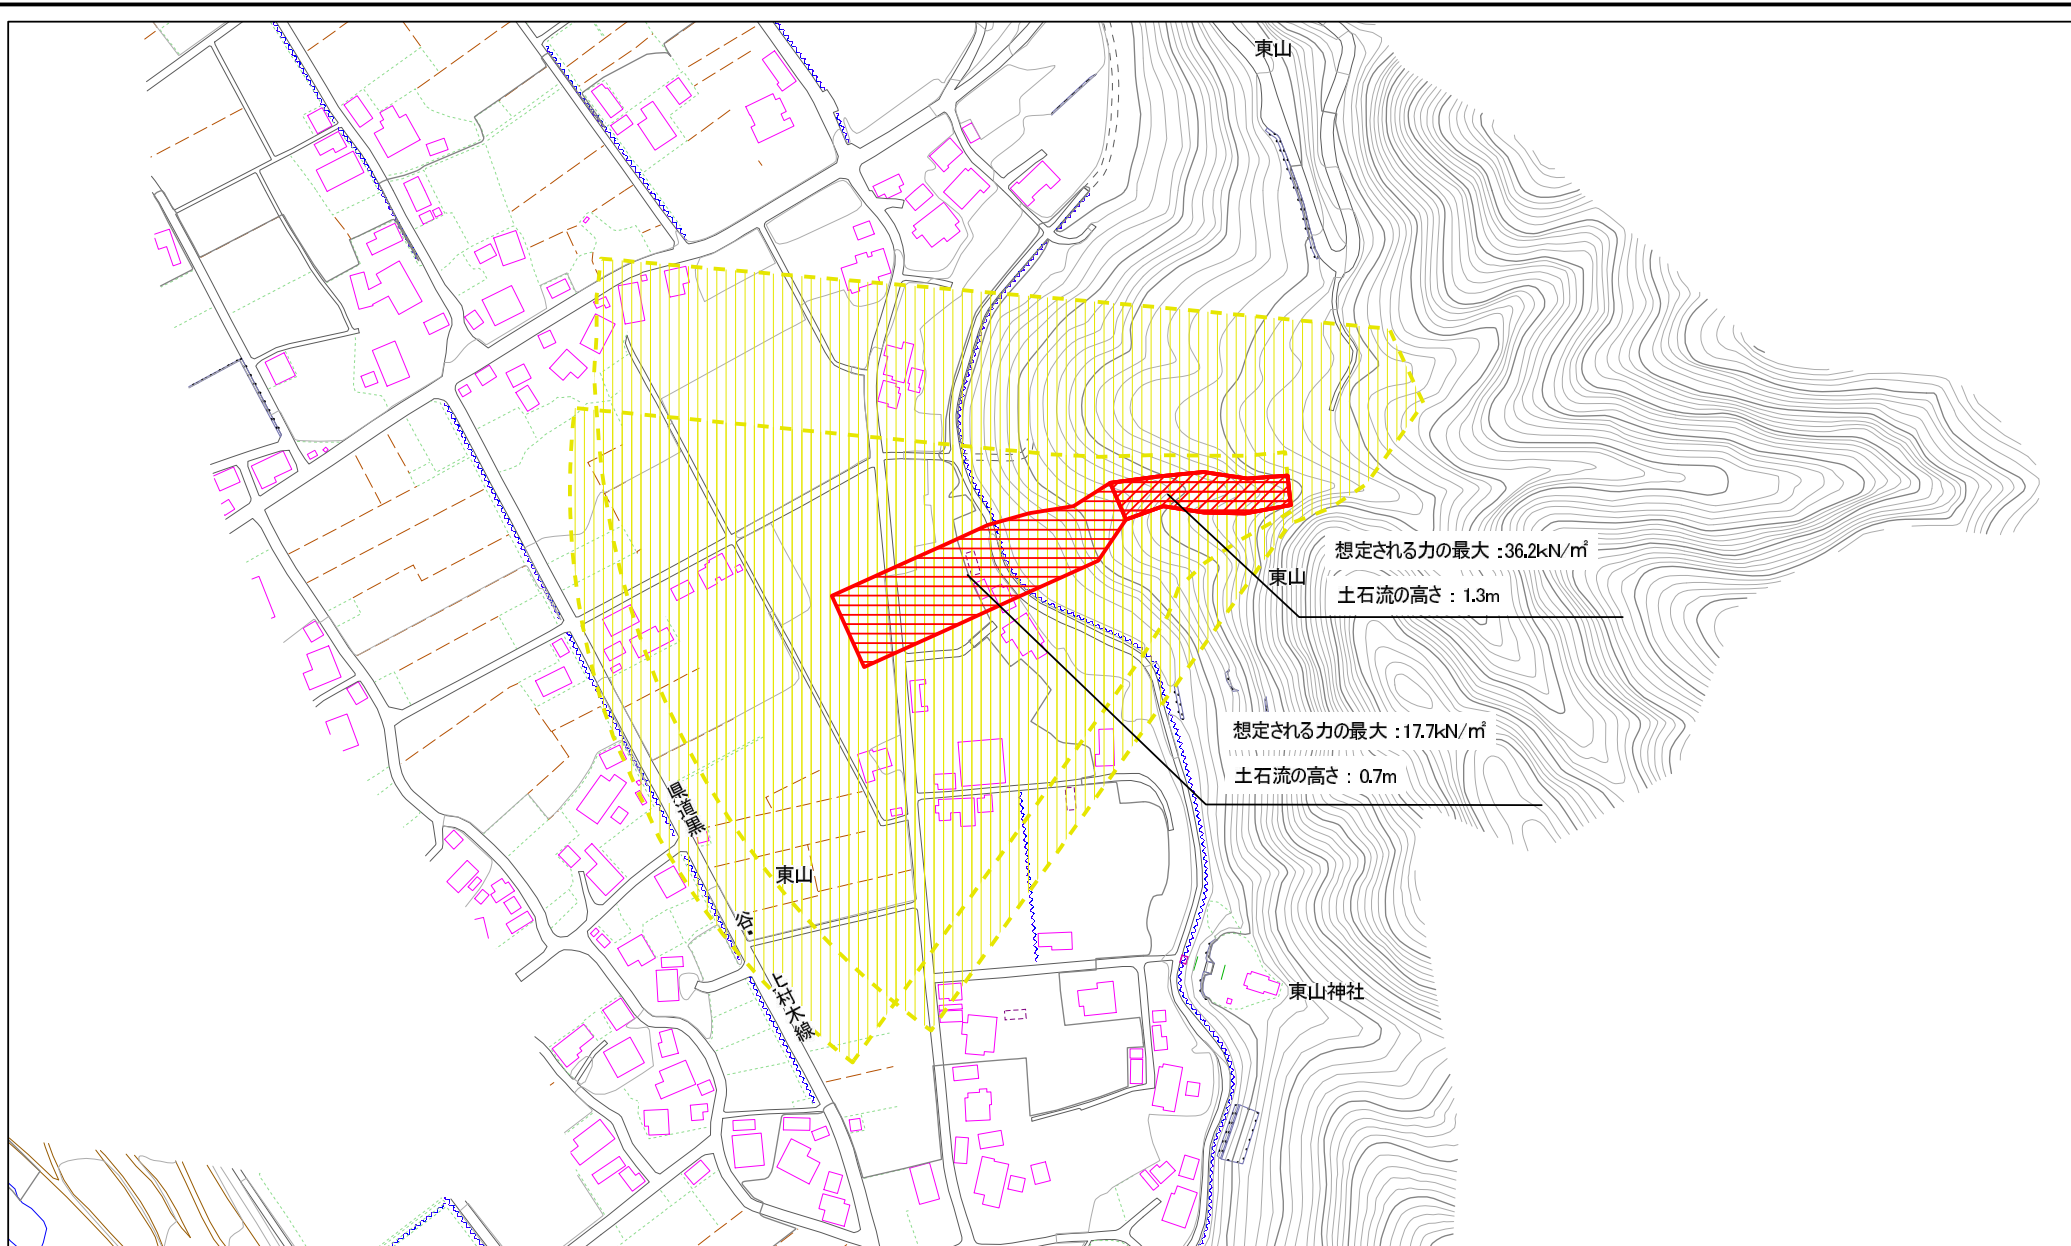 東山
想定される力の最大：36.2kN/㎡
東山
土石流の高さ：1.3m
想定される力の最大：17.7kN/㎡
土石流の高さ：0.7m
県道黒
谷・
上村木線
東山
東山神社